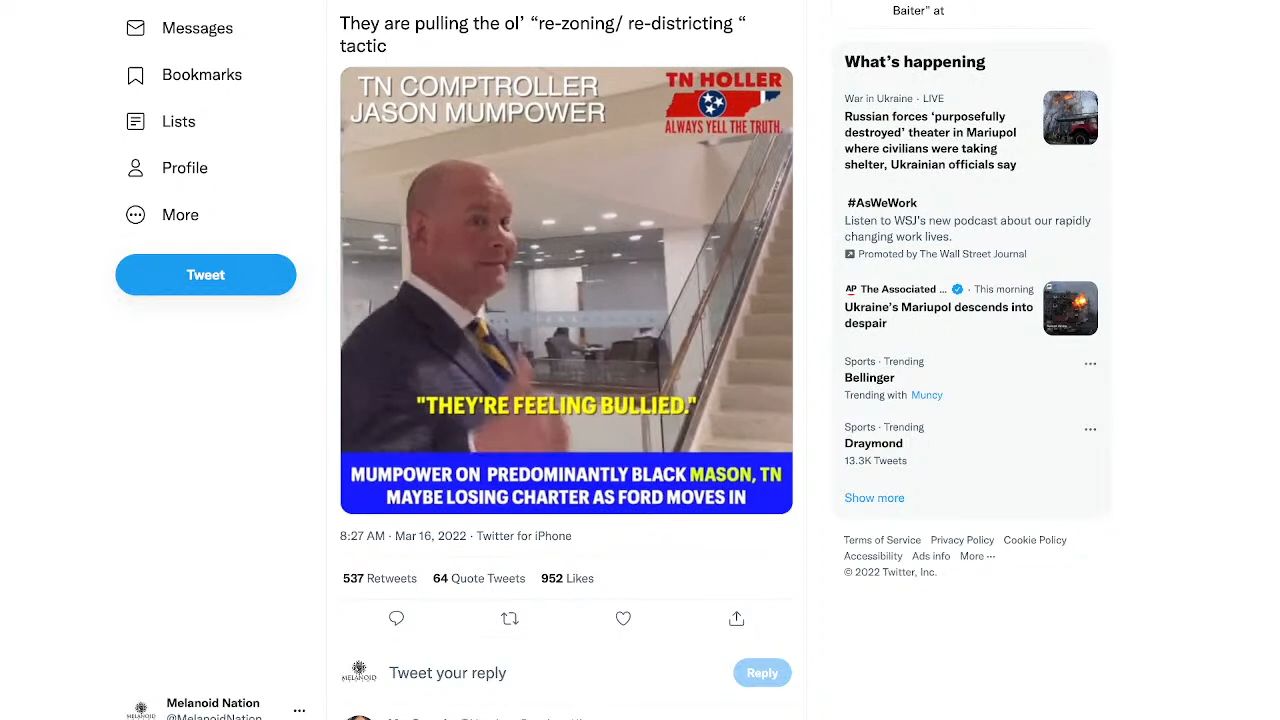 Messages
Bookmarks
Lists
Profile
More
Tweet
Melanoid Nation
@MelanoidNation
They are pulling the ol’ “re-zoning/ re-districting “
tactic
TN COMPTROLLER
JASON MUMPOWER
TN HOLLER
ALWAYS YELL THE TRUTH.
"THEY'RE FEELING BULLIED."
MUMPOWER ON PREDOMINANTLY BLACK MASON, TN
MAYBE LOSING CHARTER AS FORD MOVES IN
8:27 AM · Mar 16, 2022 · Twitter for iPhone
537 Retweets 64 Quote Tweets 952 Likes
MELANOID
Tweet your reply
Reply
Baiter” at
What’s happening
War in Ukraine · LIVE
Russian forces ‘purposefully
destroyed’ theater in Mariupol
where civilians were taking
shelter, Ukrainian officials say
#AsWeWork
Listen to WSJ's new podcast about our rapidly
changing work lives.
Promoted by The Wall Street Journal
AP The Associated ... · This morning
Ukraine’s Mariupol descends into
despair
Sports · Trending
Bellinger
Trending with Muncy
Sports · Trending
Draymond
13.3K Tweets
Show more
Terms of Service Privacy Policy Cookie Policy
Accessibility Ads info More ···
© 2022 Twitter, Inc.